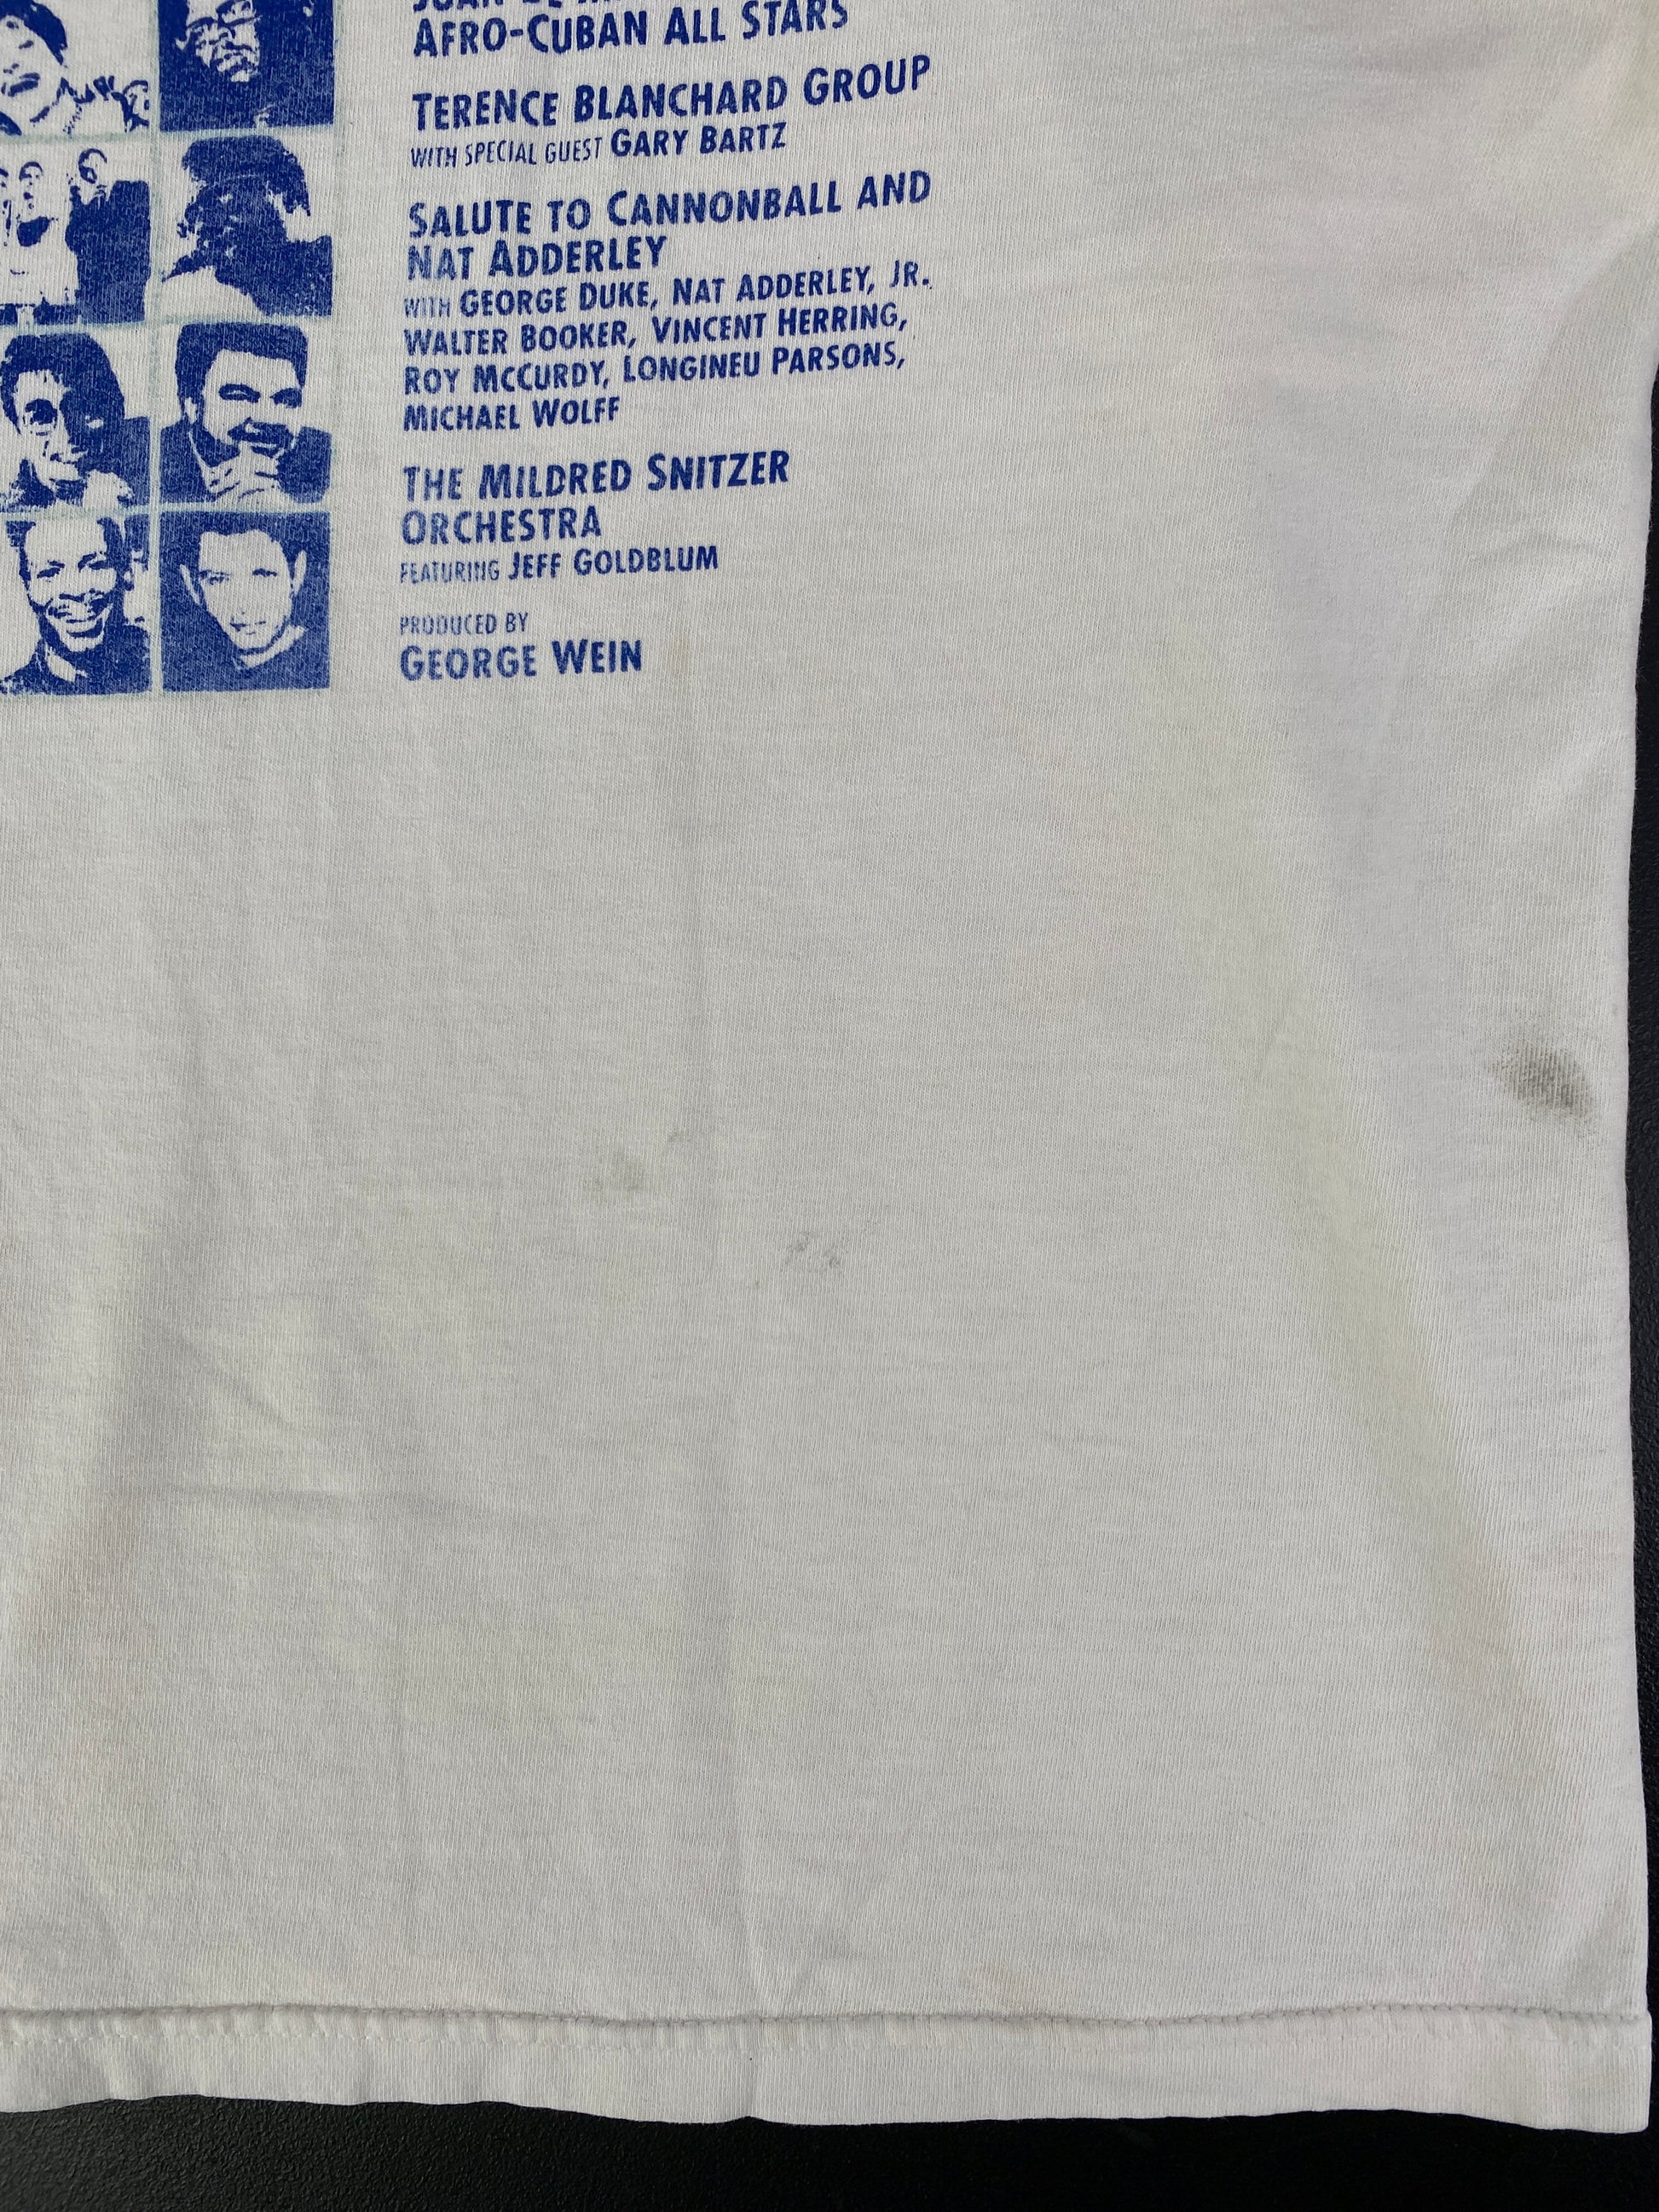 AFRO-CUBAN ALL STARS
TERENCE BLANCHARD GROUP
WITH SPECIAL GUEST GARY BARTZ
SALUTE TO CANNONBALL AND
NAT ADDERLEY
WITH GEORGE DUKE, NAT ADDERLEY, JR.
WALTER BOOKER, VINCENT HERRING,
ROY MCCURDY, LONGINEU PARSONS,
MICHAEL WOLFF
THE MILDRED SNITZER
ORCHESTRA
FEATURING JEFF GOLDBLUM
PRODUCED BY
GEORGE WEIN